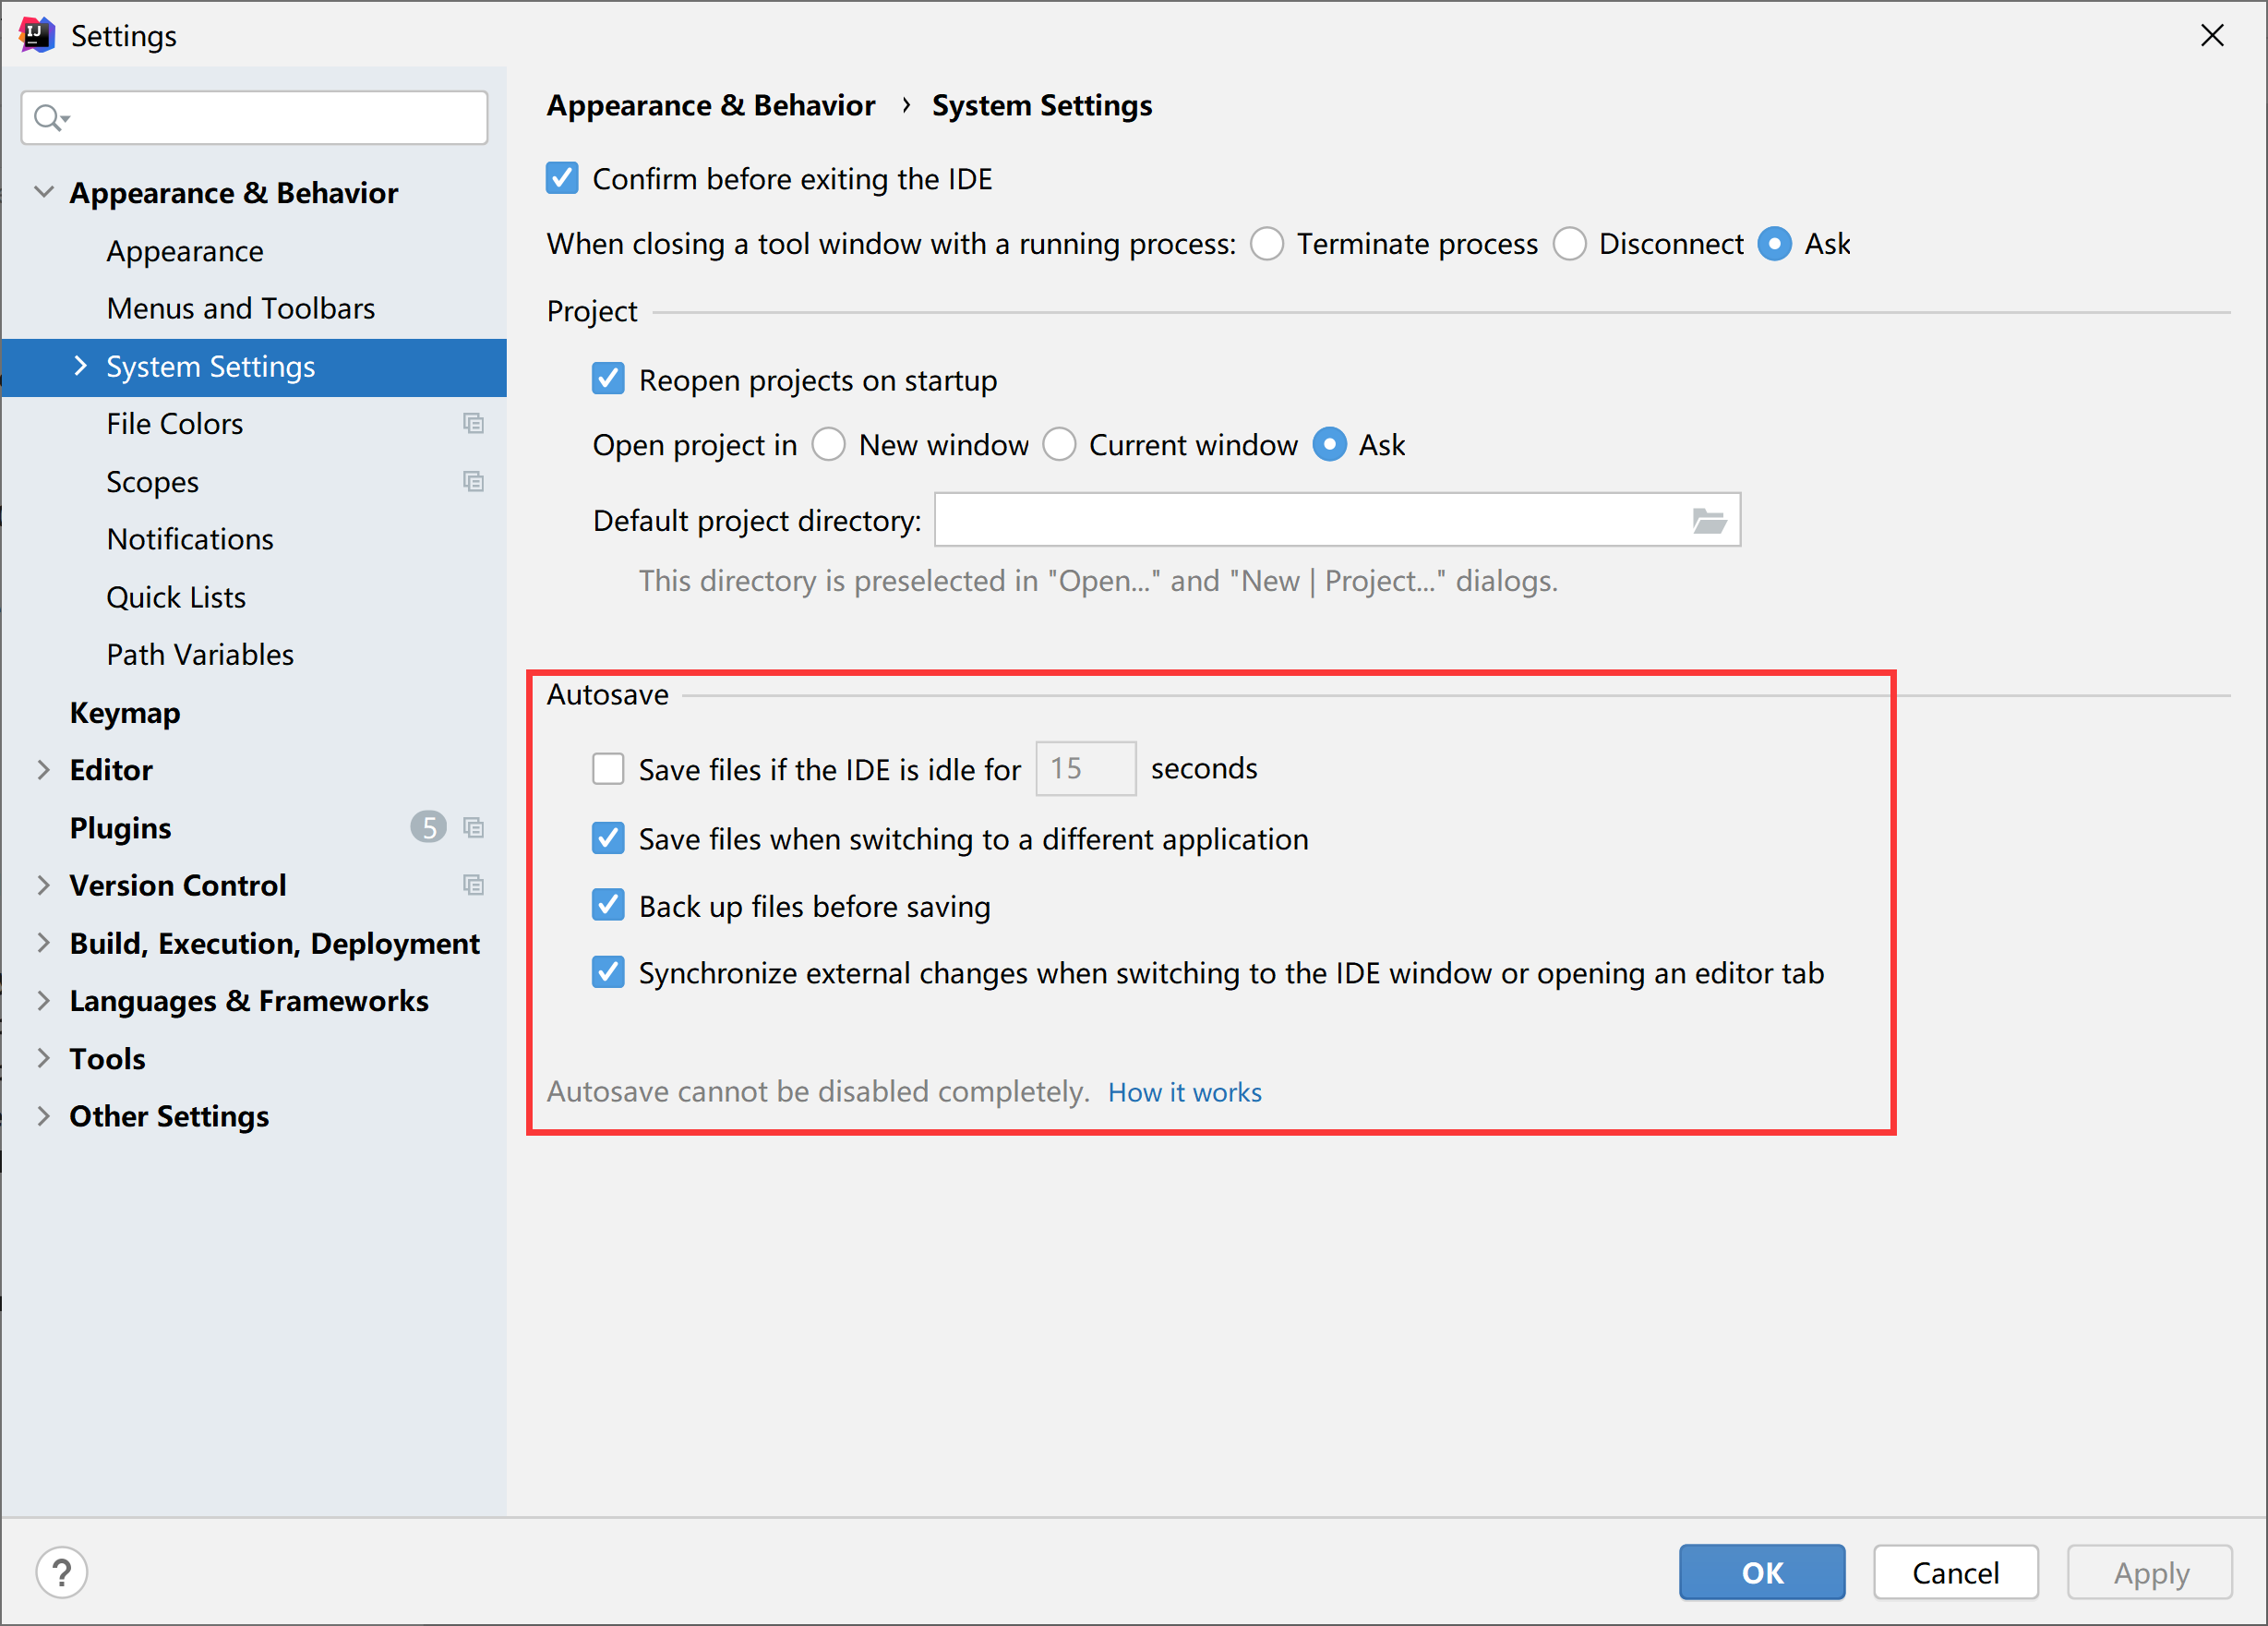 IJ
Settings
Appearance & Behavior
Appearance
Menus and Toolbars
System Settings
File Colors
Scopes
Notifications
Quick Lists
Path Variables
Keymap
Editor
Plugins 5
Version Control
Build, Execution, Deployment
Languages & Frameworks
Tools
Other Settings
Appearance & Behavior › System Settings
Confirm before exiting the IDE
When closing a tool window with a running process: Terminate process Disconnect Ask
Project
Reopen projects on startup
Open project in New window Current window Ask
Default project directory:
This directory is preselected in "Open..." and "New | Project..." dialogs.
Autosave
Save files if the IDE is idle for 15 seconds
Save files when switching to a different application
Back up files before saving
Synchronize external changes when switching to the IDE window or opening an editor tab
Autosave cannot be disabled completely. How it works
? OK Cancel Apply